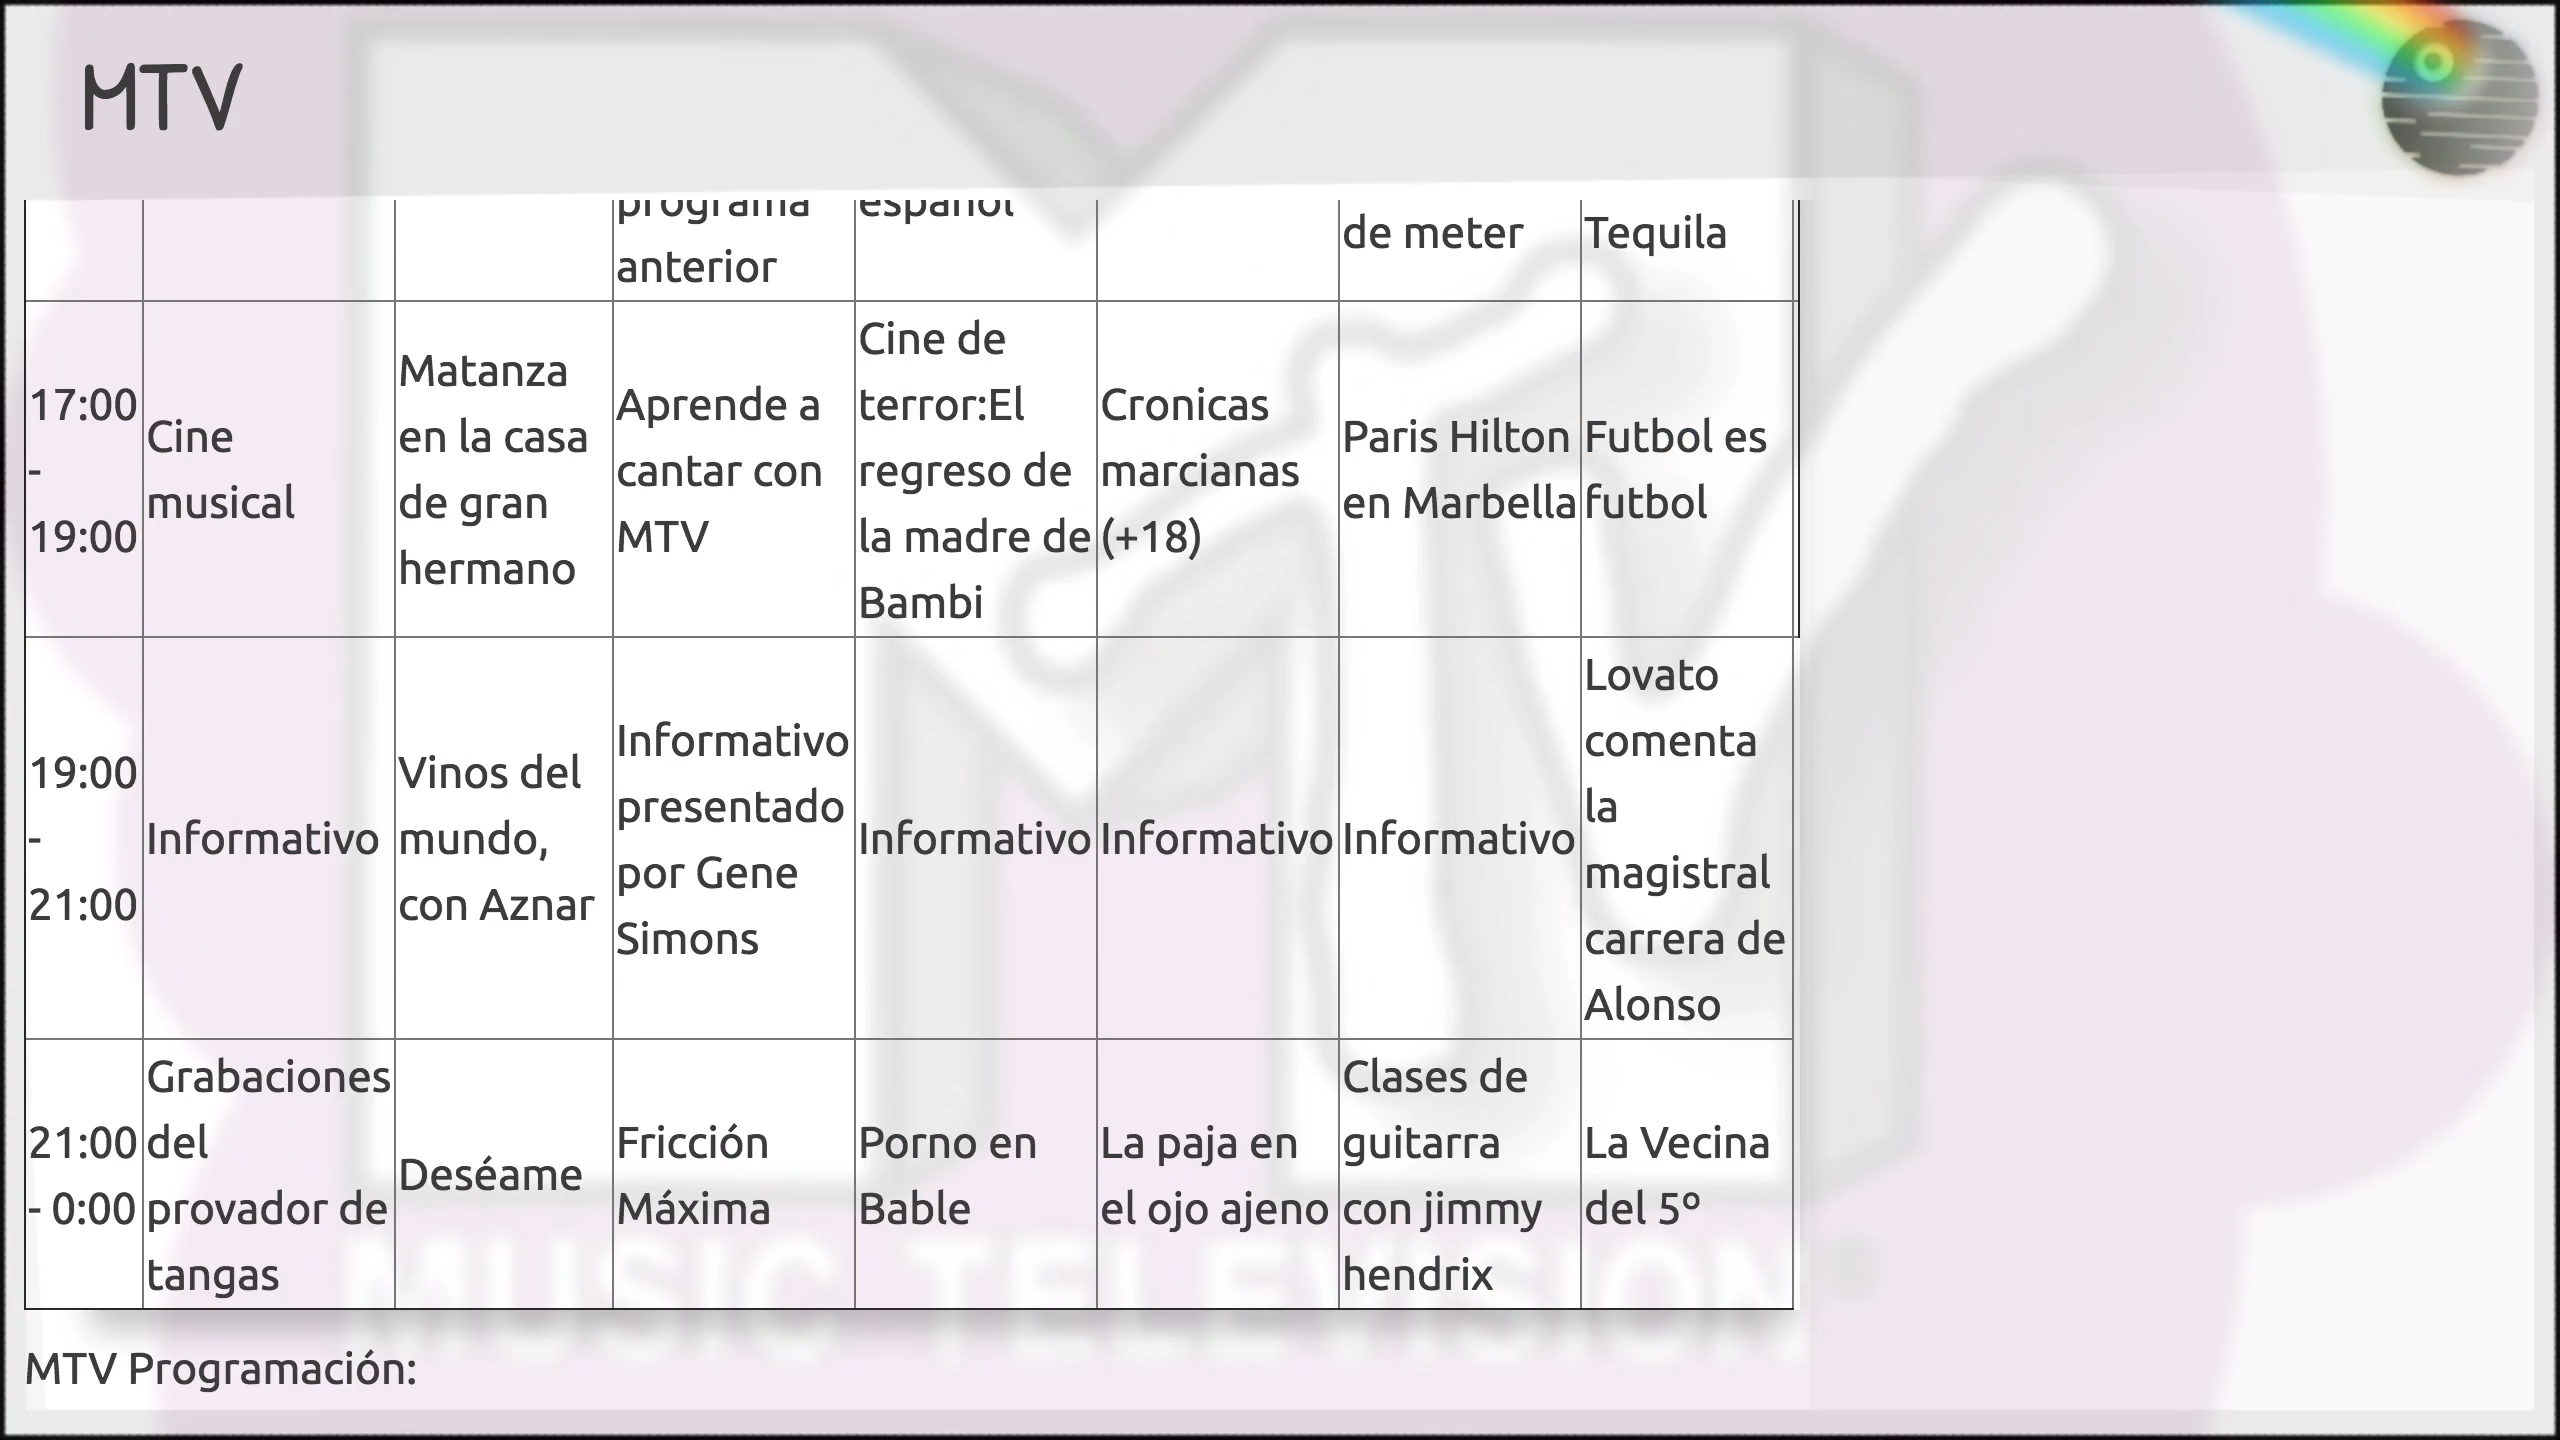 MTV
programa
anterior
español
de meter
Tequila
17:00
-
19:00
Cine
musical
Matanza
en la casa
de gran
hermano
Aprende a
cantar con
MTV
Cine de
terror:El
regreso de
la madre de
Bambi
Cronicas
marcianas
(+18)
Paris Hilton
en Marbella
Futbol es
futbol
19:00
-
21:00
Informativo
Vinos del
mundo,
con Aznar
Informativo
presentado
por Gene
Simons
Informativo
Informativo
Informativo
Lovato
comenta
la
magistral
carrera de
Alonso
21:00
- 0:00
Grabaciones
del
provador de
tangas
Deséame
Fricción
Máxima
Porno en
Bable
La paja en
el ojo ajeno
Clases de
guitarra
con jimmy
hendrix
La Vecina
del 5º
MUSIC TELEVISION®
MTV Programación: